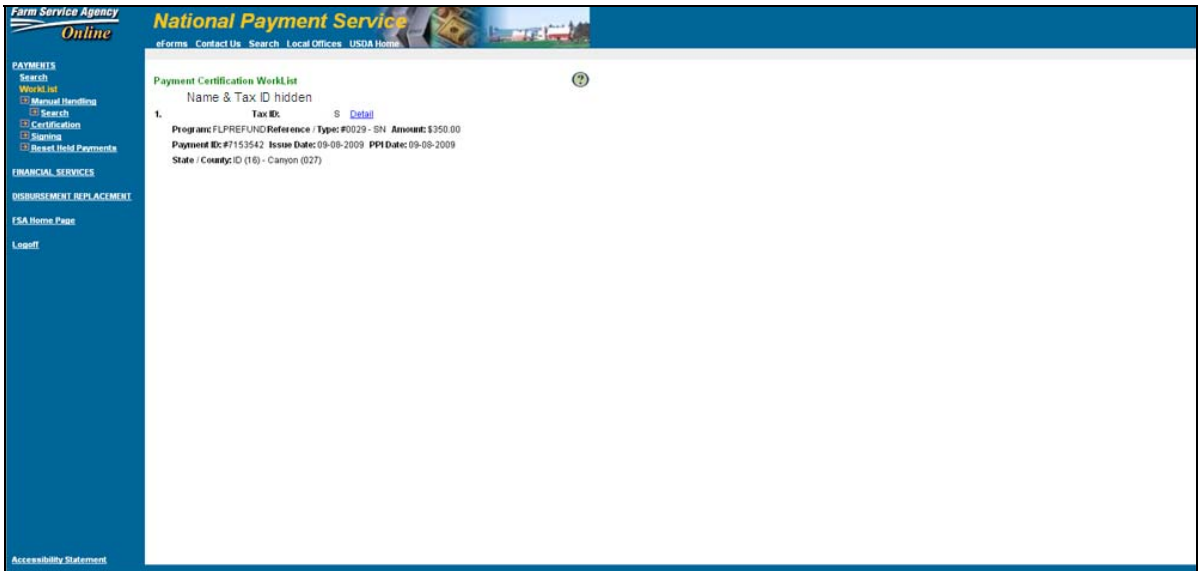 Farm Service Agency
Online
National Payment Service
eForms Contact Us Search Local Offices USDA Home
PAYMENTS
Search
WorkList
Manual Handling
Search
Certification
Signing
Reset Held Payments
FINANCIAL SERVICES
DISBURSEMENT REPLACEMENT
FSA Home Page
Logoff
Accessibility Statement
Payment Certification WorkList
?
Name & Tax ID hidden
1. Tax ID: S Detail
Program: FLPREFUND Reference / Type: #0029 - SN Amount: $350.00
Payment ID: #7153542 Issue Date: 09-08-2009 PPI Date: 09-08-2009
State / County: ID (16) - Canyon (027)